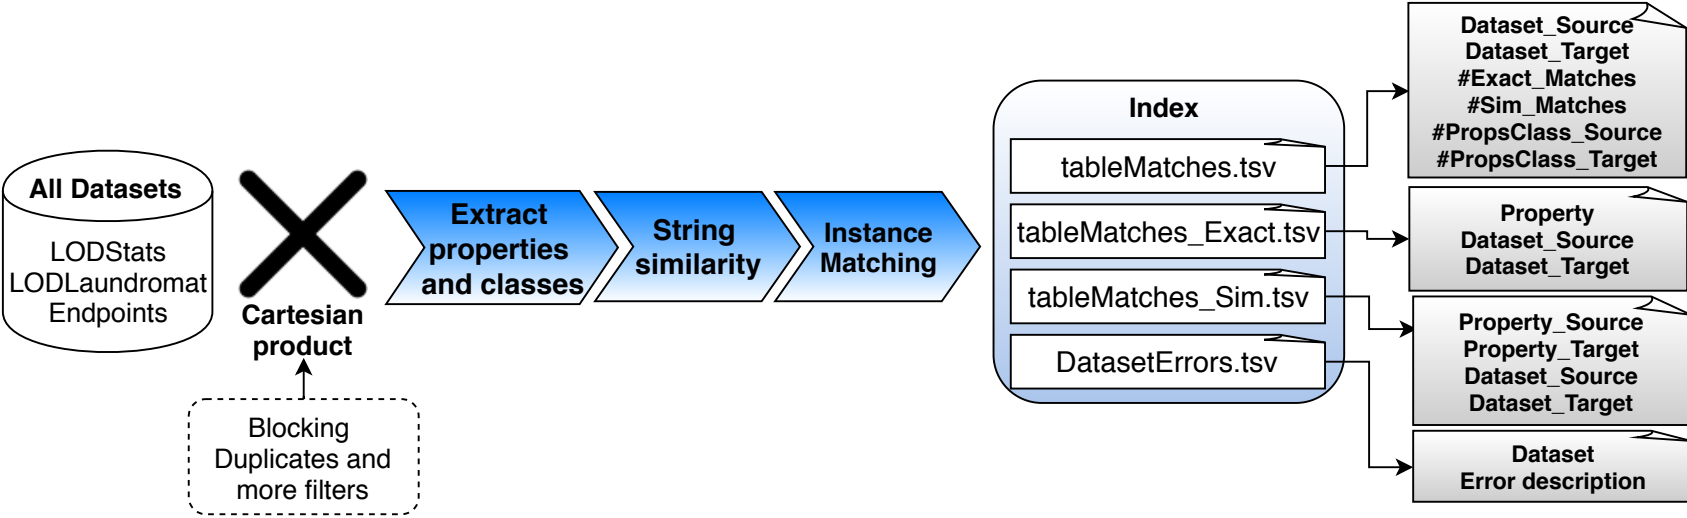 All Datasets
LODStats
LODLaundromat
Endpoints
Cartesian
product
Blocking
Duplicates and
more filters
Extract
properties
and classes
String
similarity
Instance
Matching
Index
tableMatches.tsv
tableMatches_Exact.tsv
tableMatches_Sim.tsv
DatasetErrors.tsv
Dataset_Source
Dataset_Target
#Exact_Matches
#Sim_Matches
#PropsClass_Source
#PropsClass_Target
Property
Dataset_Source
Dataset_Target
Property_Source
Property_Target
Dataset_Source
Dataset_Target
Dataset
Error description